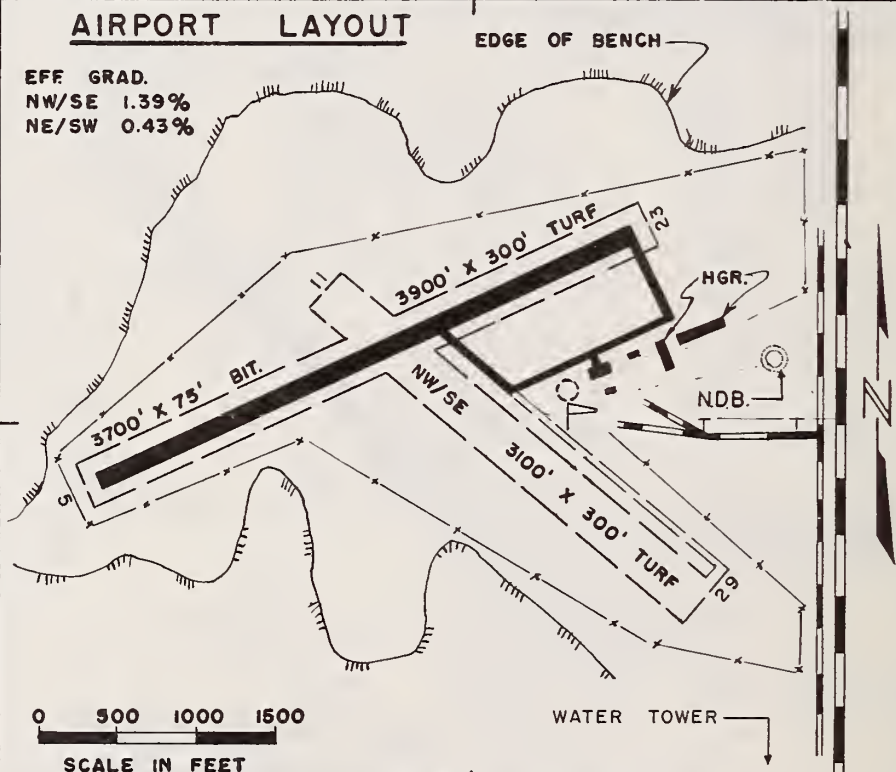 AIRPORT LAYOUT
EDGE OF BENCH
EFF. GRAD.
NW/SE 1.39%
NE/SW 0.43%
3900' X 300' TURF
23
11
HGR.
3700' X 75' BIT.
NW/SE
N.D.B.
N
5
3100' X 300' TURF
29
0 500 1000 1500
SCALE IN FEET
WATER TOWER